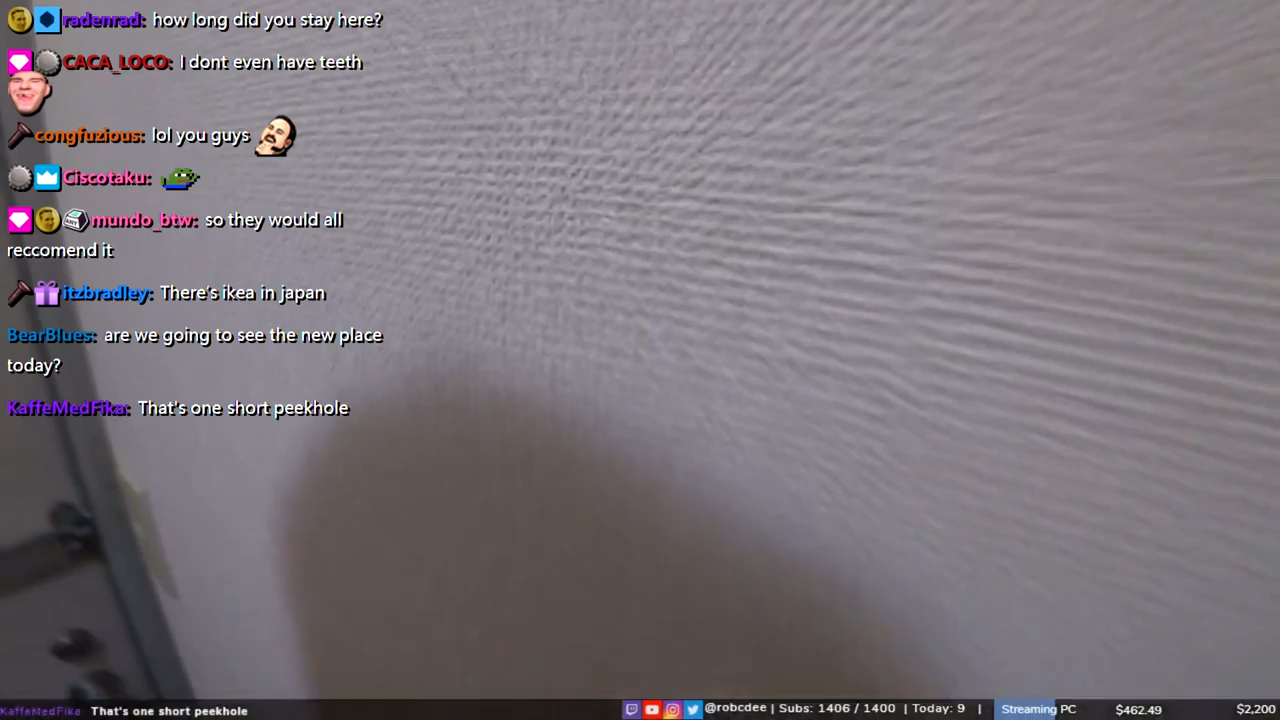 radenrad: how long did you stay here?
CACA_LOCO: I dont even have teeth
congfuzious: lol you guys
Ciscotaku:
mundo_btw: so they would all
reccomend it
itzbradley: There's ikea in japan
BearBlues: are we going to see the new place
today?
KaffeMedFika: That's one short peekhole
KaffeMedFika That's one short peekhole
@robcdee | Subs: 1406 / 1400 | Today: 9 | Streaming PC $462.49 $2,200